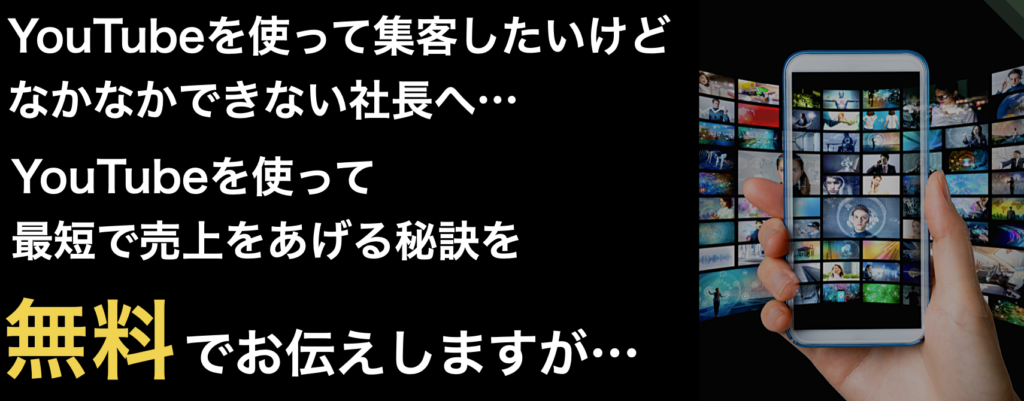 YouTubeを使って集客したいけど
なかなかできない社長へ…
YouTubeを使って
最短で売上をあげる秘訣を
無料でお伝えしますが…